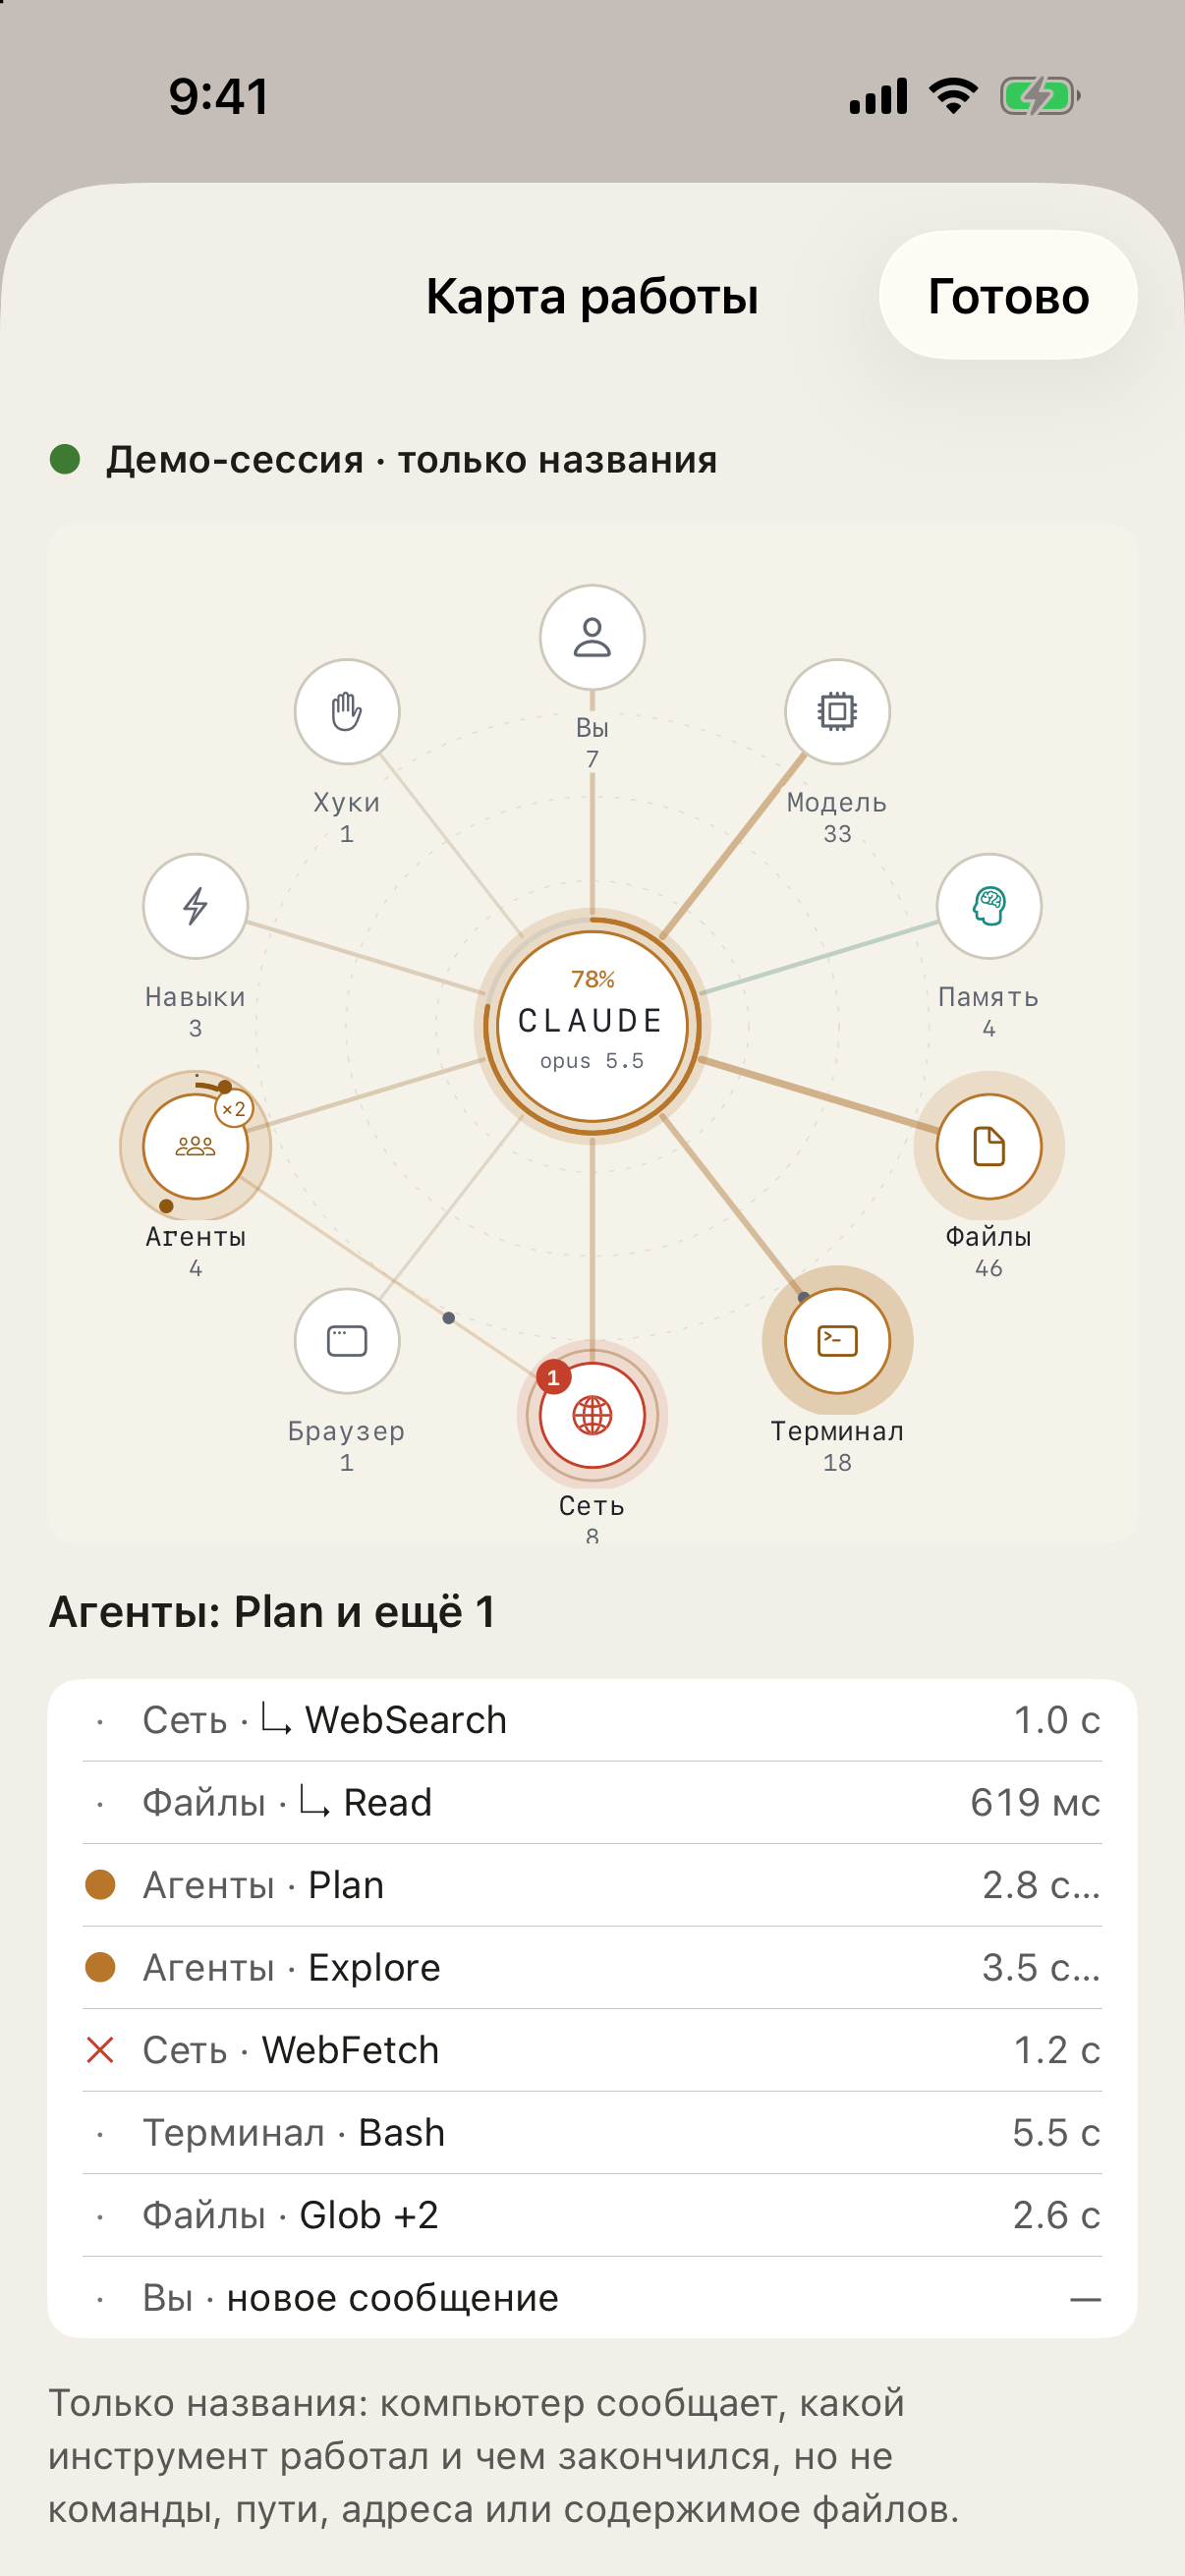 9:41
Карта работы
Готово
Демо-сессия · только названия
Вы
7
Хуки
1
Модель
33
Навыки
3
Память
4
78%
CLAUDE
opus 5.5
×2
Агенты
4
Файлы
46
Браузер
1
1
Сеть
8
Терминал
18
Агенты: Plan и ещё 1
· Сеть · ↳ WebSearch 1.0 с
· Файлы · ↳ Read 619 мс
Агенты · Plan 2.8 с...
Агенты · Explore 3.5 с...
× Сеть · WebFetch 1.2 с
· Терминал · Bash 5.5 с
· Файлы · Glob +2 2.6 с
· Вы · новое сообщение —
Только названия: компьютер сообщает, какой
инструмент работал и чем закончился, но не
команды, пути, адреса или содержимое файлов.